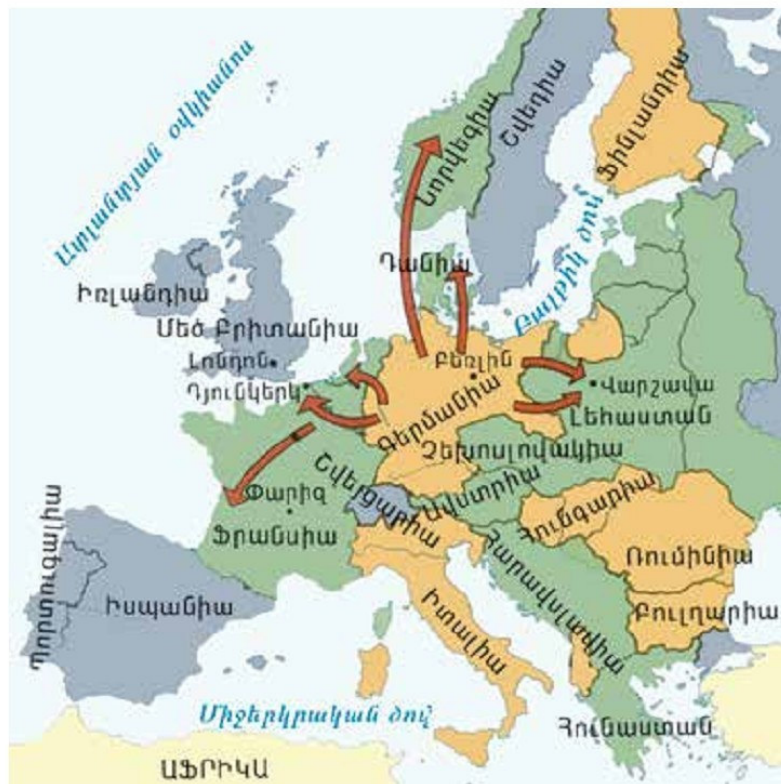 Ատլանտյան օվկիանոս
Նորվեգիա
Շվեդիա
Ֆինլանդիա
Բալթիկ ծով
Դանիա
Իռլանդիա
Մեծ Բրիտանիա
Լոնդոն
Դյունկերկ
Բեռլին
Գերմանիա
Վարշավա
Լեհաստան
Չեխոսլովակիա
Փարիզ
Ֆրանսիա
Շվեյցարիա
Ավստրիա
Հունգարիա
Ռումինիա
Հարավսլավիա
Բուլղարիա
Պորտուգալիա
Իսպանիա
Իտալիա
Միջերկրական ծով
Հունաստան
ԱՖՐԻԿԱ